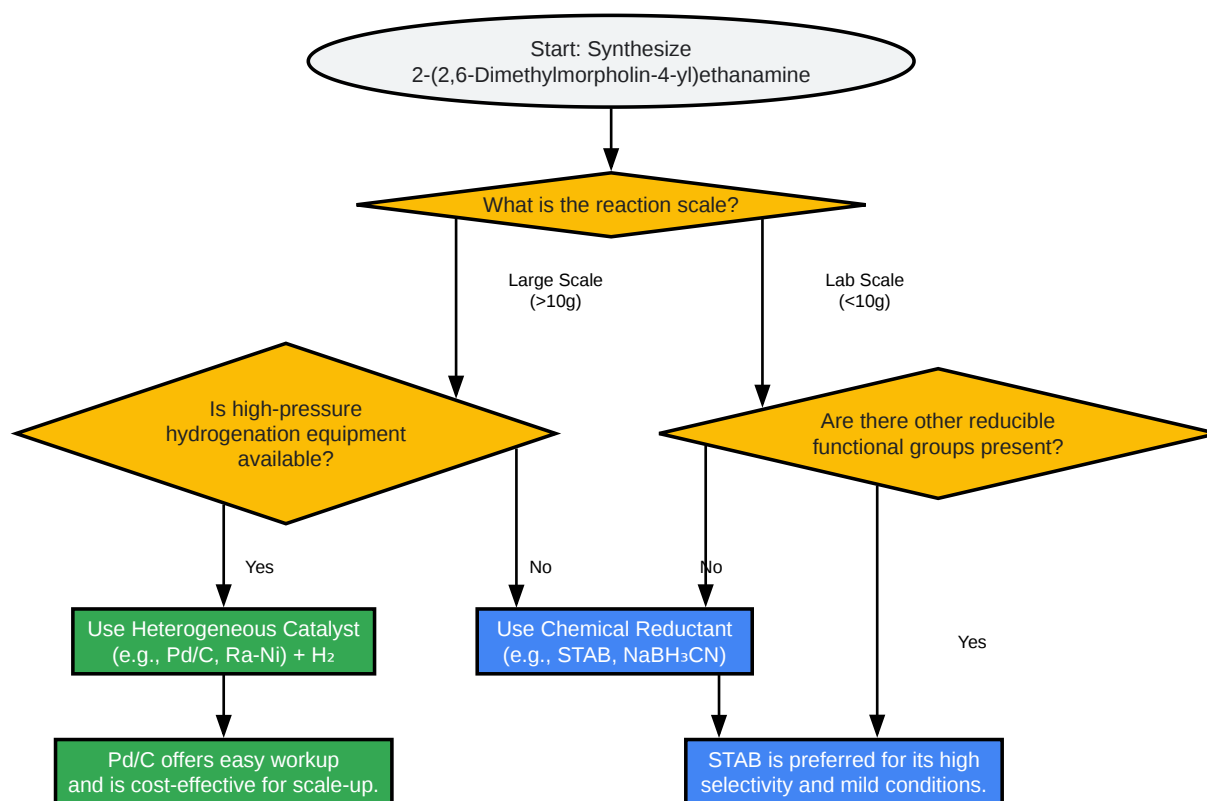 Start: Synthesize
2-(2,6-Dimethylmorpholin-4-yl)ethanamine
What is the reaction scale?
Large Scale
(>10g)
Lab Scale
(<10g)
Is high-pressure
hydrogenation equipment
available?
Are there other reducible
functional groups present?
Yes
No
No
Use Heterogeneous Catalyst
(e.g., Pd/C, Ra-Ni) + H₂
Use Chemical Reductant
(e.g., STAB, NaBH₃CN)
Yes
Pd/C offers easy workup
and is cost-effective for scale-up.
STAB is preferred for its high
selectivity and mild conditions.